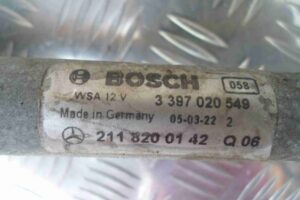 BOSCH 058
WSA 12 V 3 397 020 549
Made in Germany 05-03-22 2
211 820 01 42 Q 06